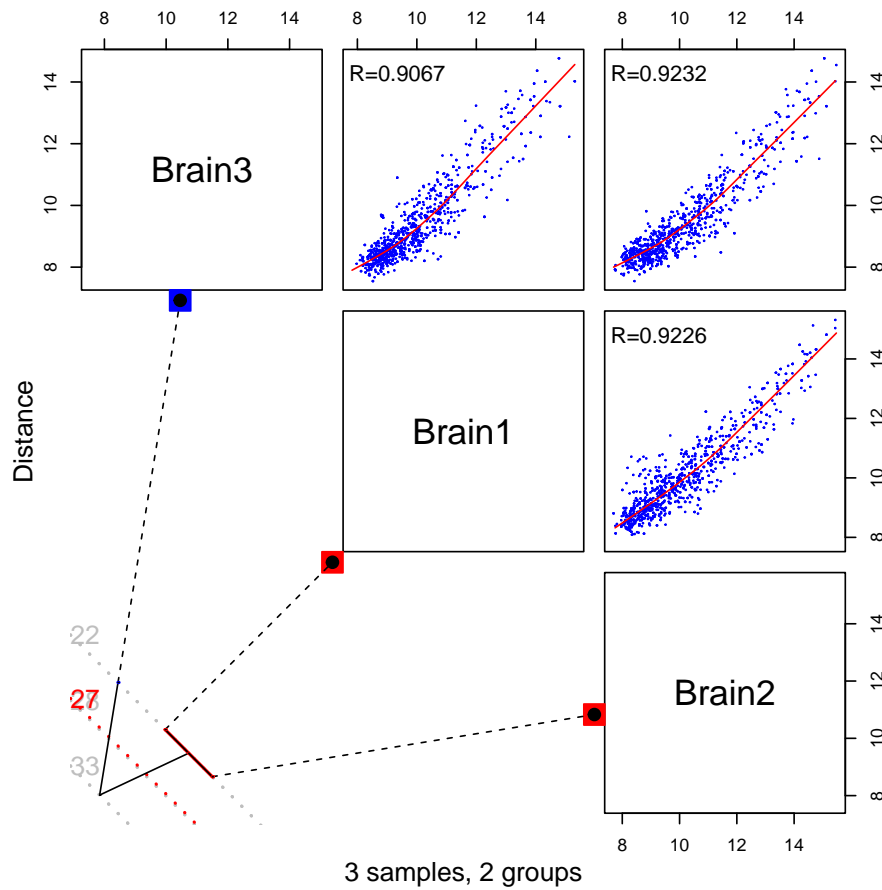 8 10 12 14 8 10 12 14 8 10 12 14
R=0.9067
R=0.9232
8 10 12 14
Brain3
R=0.9226
8 10 12 14
Brain1
Distance
22
27
33
8 10 12 14
Brain2
8 10 12 14 8 10 12 14
3 samples, 2 groups